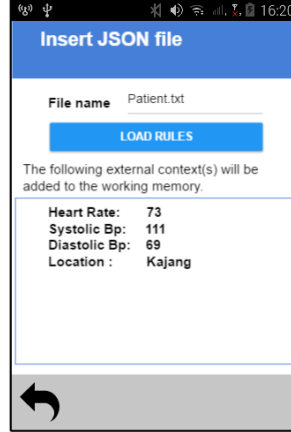 16:20
Insert JSON file
File name Patient.txt
LOAD RULES
The following external context(s) will be
added to the working memory.
Heart Rate: 73
Systolic Bp: 111
Diastolic Bp: 69
Location : Kajang